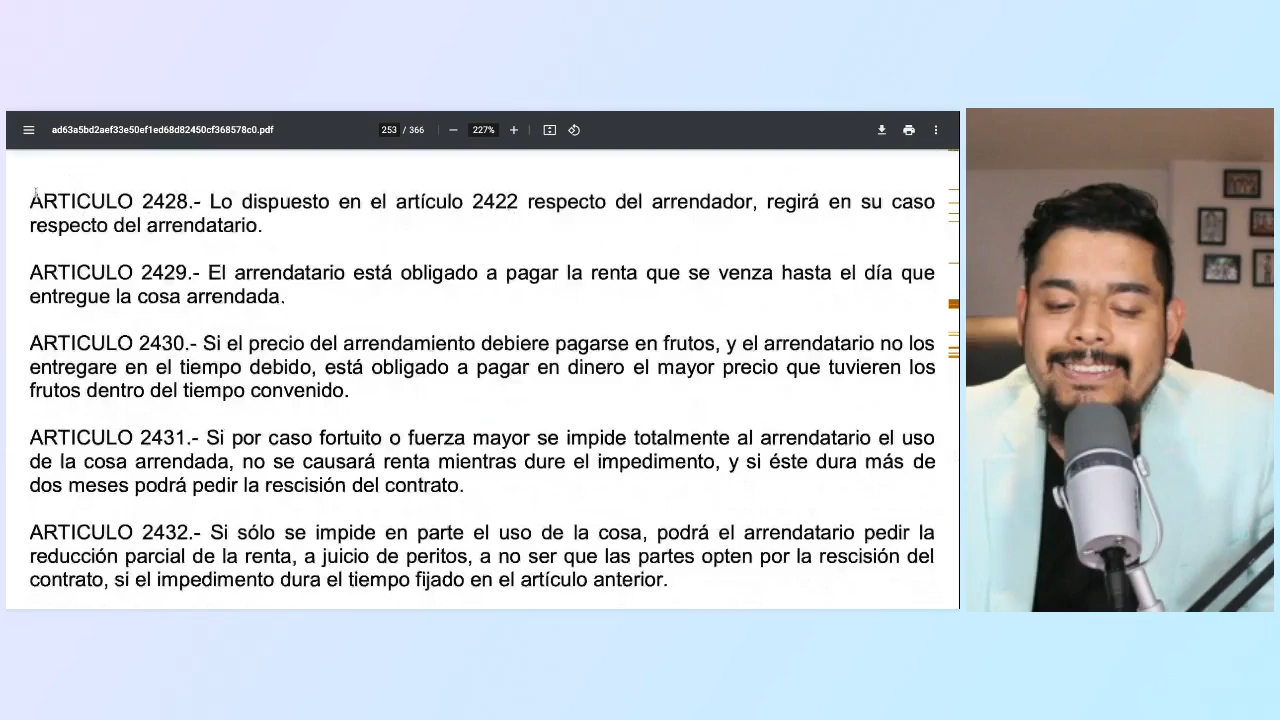 ad63a5bd2aef33e50ef1ed68d82450cf368578c0.pdf 253 / 366 227%
ARTICULO 2428.- Lo dispuesto en el artículo 2422 respecto del arrendador, regirá en su caso
respecto del arrendatario.
ARTICULO 2429.- El arrendatario está obligado a pagar la renta que se venza hasta el día que
entregue la cosa arrendada.
ARTICULO 2430.- Si el precio del arrendamiento debiere pagarse en frutos, y el arrendatario no los
entregare en el tiempo debido, está obligado a pagar en dinero el mayor precio que tuvieren los
frutos dentro del tiempo convenido.
ARTICULO 2431.- Si por caso fortuito o fuerza mayor se impide totalmente al arrendatario el uso
de la cosa arrendada, no se causará renta mientras dure el impedimento, y si éste dura más de
dos meses podrá pedir la rescisión del contrato.
ARTICULO 2432.- Si sólo se impide en parte el uso de la cosa, podrá el arrendatario pedir la
reducción parcial de la renta, a juicio de peritos, a no ser que las partes opten por la rescisión del
contrato, si el impedimento dura el tiempo fijado en el artículo anterior.